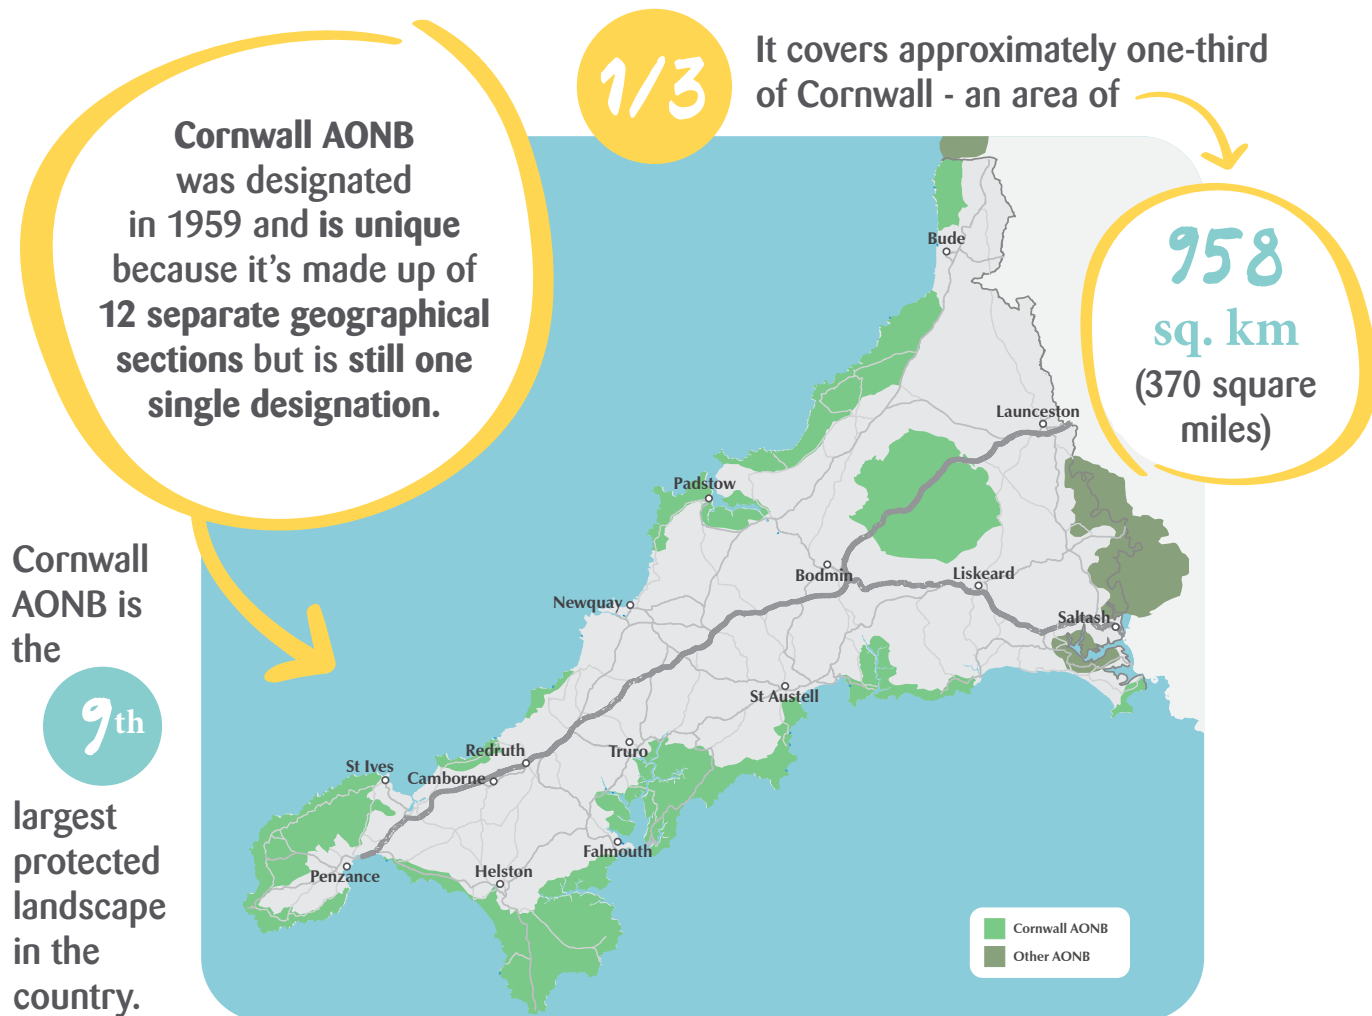 Cornwall AONB
was designated
in 1959 and is unique
because it's made up of
12 separate geographical
sections but is still one
single designation.
1/3
It covers approximately one-third
of Cornwall - an area of
958
sq. km
(370 square
miles)
Cornwall
AONB is
the
9th
largest
protected
landscape
in the
country.
Bude
Launceston
Padstow
Bodmin
Liskeard
Newquay
Saltash
St Austell
Redruth
Truro
St Ives
Camborne
Falmouth
Penzance
Helston
Cornwall AONB
Other AONB